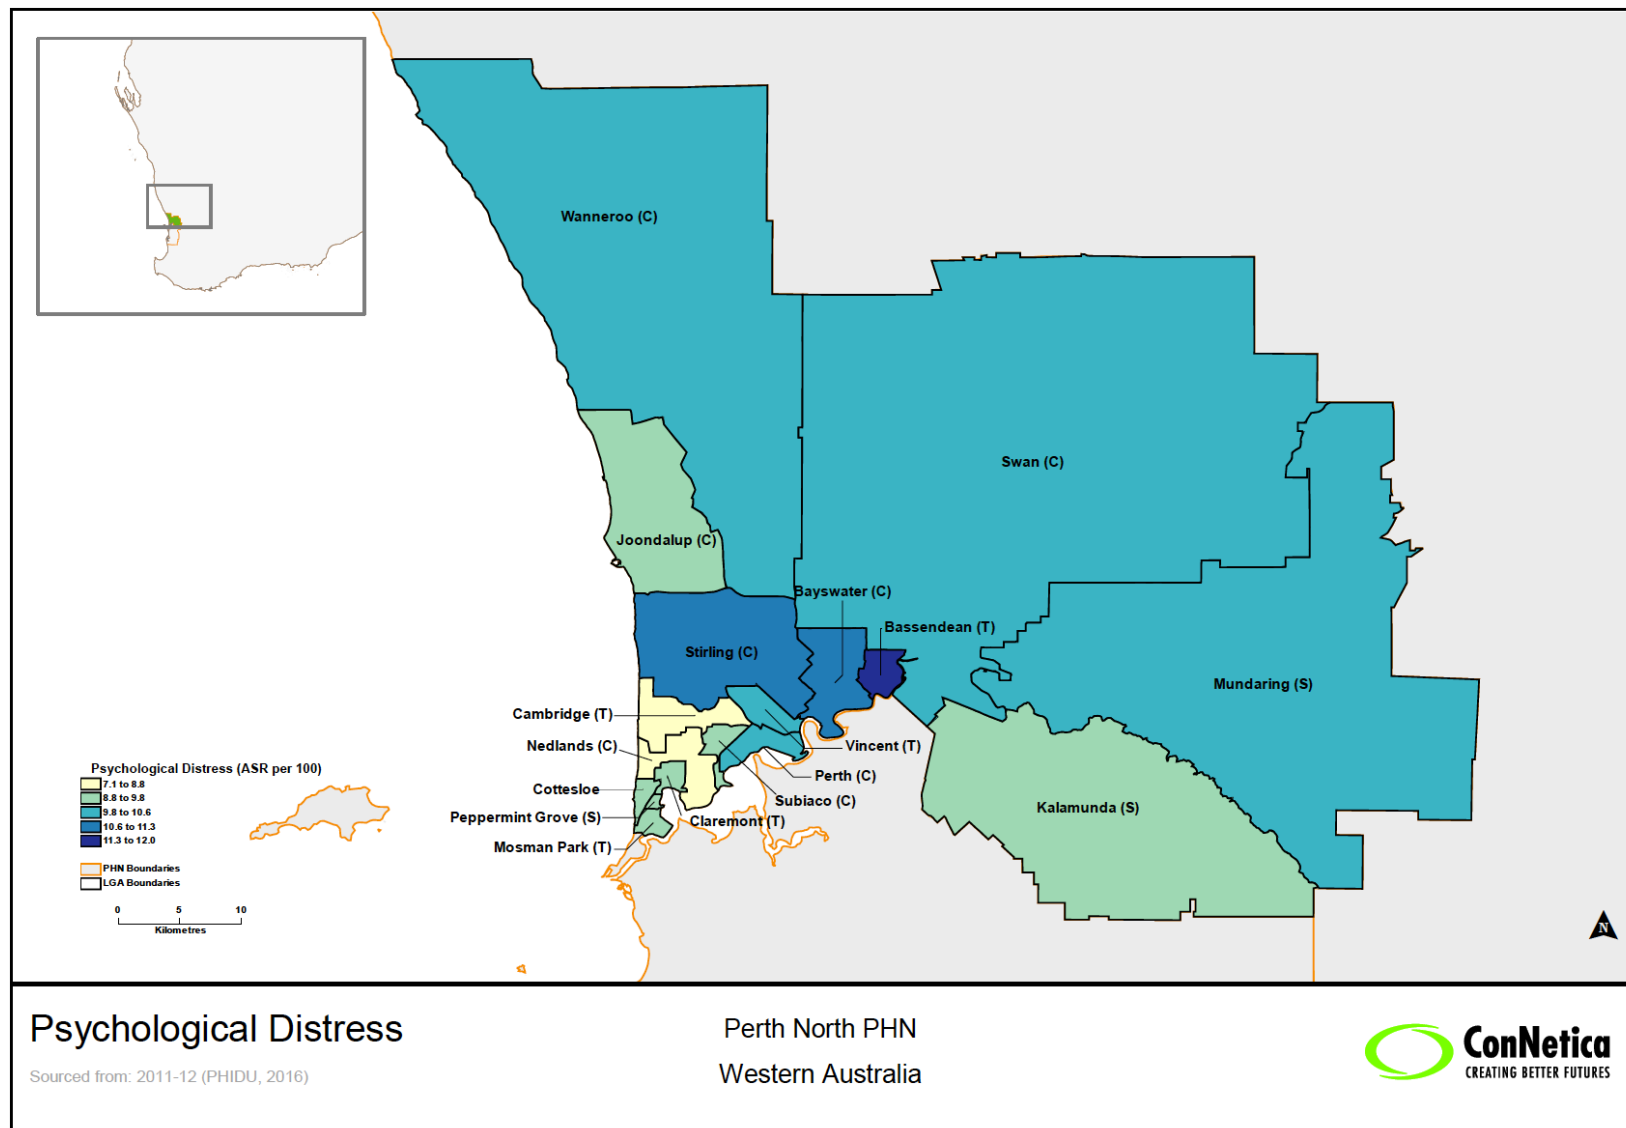 Wanneroo (C)
Swan (C)
Joondalup (C)
Bayswater (C)
Bassendean (T)
Stirling (C)
Mundaring (S)
Cambridge (T)
Nedlands (C)
Vincent (T)
Perth (C)
Cottesloe
Subiaco (C)
Kalamunda (S)
Peppermint Grove (S)
Claremont (T)
Mosman Park (T)
Psychological Distress (ASR per 100)
7.1 to 8.8
8.8 to 9.8
9.8 to 10.6
10.6 to 11.3
11.3 to 12.0
PHN Boundaries
LGA Boundaries
0 5 10
Kilometres
N
Psychological Distress
Sourced from: 2011-12 (PHIDU, 2016)
Perth North PHN
Western Australia
ConNetica
CREATING BETTER FUTURES